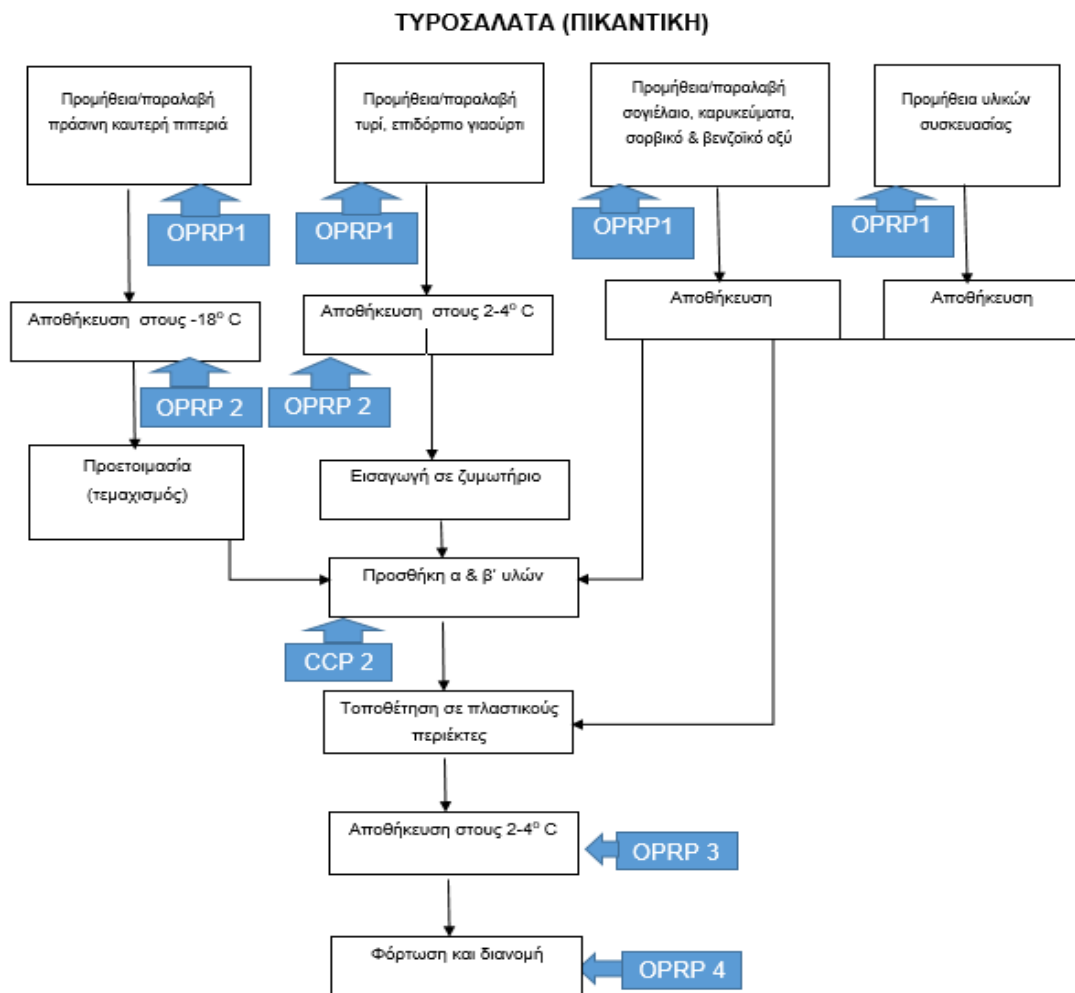 ΤΥΡΟΣΑΛΑΤΑ (ΠΙΚΑΝΤΙΚΗ)
Προμήθεια/παραλαβή
πράσινη καυτερή πιπεριά
Προμήθεια/παραλαβή
τυρί, επιδόρπιο γιαούρτι
Προμήθεια/παραλαβή
σογιέλαιο, καρυκεύματα,
σορβικό & βενζοϊκό οξύ
Προμήθεια υλικών
συσκευασίας
OPRP1
OPRP1
OPRP1
OPRP1
Αποθήκευση στους -18° C
Αποθήκευση στους 2-4° C
Αποθήκευση
Αποθήκευση
OPRP 2
OPRP 2
Προετοιμασία
(τεμαχισμός)
Εισαγωγή σε ζυμωτήριο
Προσθήκη α & β' υλών
CCP 2
Τοποθέτηση σε πλαστικούς
περιέκτες
Αποθήκευση στους 2-4° C
OPRP 3
Φόρτωση και διανομή
OPRP 4